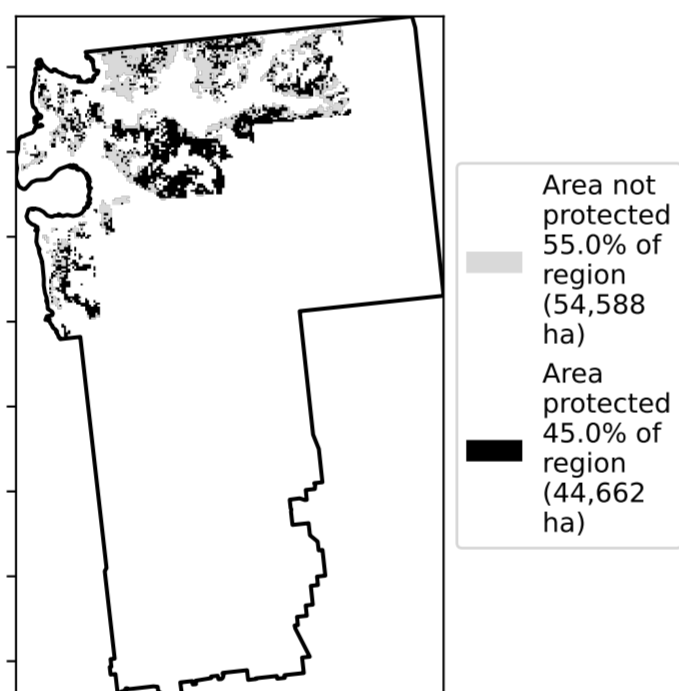 Area not
protected
55.0% of
region
(54,588
ha)
Area
protected
45.0% of
region
(44,662
ha)